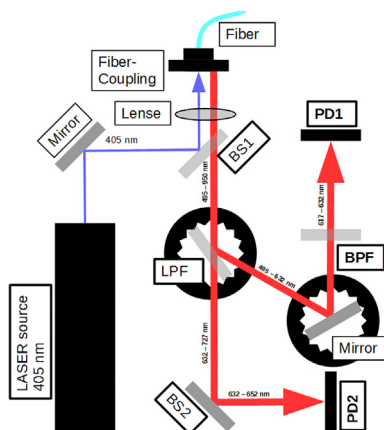 Fiber
Fiber-
Coupling
Lense
Mirror
405 nm
BS1
PD1
495 – 950 nm
617 – 632 nm
LPF
495 – 632 nm
BPF
LASER source
405 nm
632 – 727 nm
Mirror
BS2
632 – 652 nm
PD2